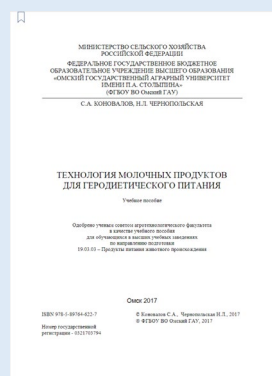 МИНИСТЕРСТВО СЕЛЬСКОГО ХОЗЯЙСТВА
РОССИЙСКОЙ ФЕДЕРАЦИИ
ФЕДЕРАЛЬНОЕ ГОСУДАРСТВЕННОЕ БЮДЖЕТНОЕ
ОБРАЗОВАТЕЛЬНОЕ УЧРЕЖДЕНИЕ ВЫСШЕГО ОБРАЗОВАНИЯ
«ОМСКИЙ ГОСУДАРСТВЕННЫЙ АГРАРНЫЙ УНИВЕРСИТЕТ
ИМЕНИ П.А. СТОЛЫПИНА»
(ФГБОУ ВО Омский ГАУ)
С.А. КОНОВАЛОВ, Н.Л. ЧЕРНОПОЛЬСКАЯ
ТЕХНОЛОГИЯ МОЛОЧНЫХ ПРОДУКТОВ
ДЛЯ ГЕРОДИЕТИЧЕСКОГО ПИТАНИЯ
Учебное пособие
Одобрено ученым советом агротехнологического факультета
в качестве учебного пособия
для обучающихся в высших учебных заведениях
по направлению подготовки
19.03.03 – Продукты питания животного происхождения
Омск 2017
ISBN 978-5-89764-622-7
© Коновалов С.А., Чернопольская Н.Л., 2017
© ФГБОУ ВО Омский ГАУ, 2017
Номер государственной
регистрации - 0321703794